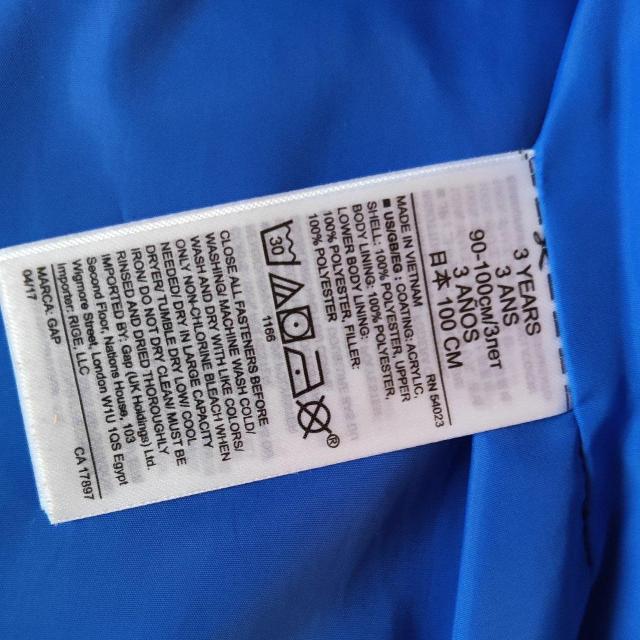 3 YEARS
3 ANS
90-100cm/3лет
3 AÑOS
日本 100 CM
RN 54023
MADE IN VIETNAM
■ US/GB/EG : COATING: ACRYLIC,
SHELL: 100% POLYESTER, UPPER
BODY LINING: 100% POLYESTER,
LOWER BODY LINING:
100% POLYESTER, FILLER:
100% POLYESTER
30
®
1166
CLOSE ALL FASTENERS BEFORE
WASHING/ MACHINE WASH COLD/
WASH AND DRY WITH LIKE COLORS/
ONLY NON-CHLORINE BLEACH WHEN
NEEDED/ DRY IN LARGE CAPACITY
DRYER/ TUMBLE DRY LOW/ COOL
IRON/ DO NOT DRY CLEAN/ MUST BE
RINSED AND DRIED THOROUGHLY
IMPORTED BY: Gap (UK Holdings) Ltd.
Second Floor, Nations House, 103
Wigmore Street, London W1U 1QS Egypt
Importer: RIGE, LLC
MARCA: GAP
04/17
CA 17897